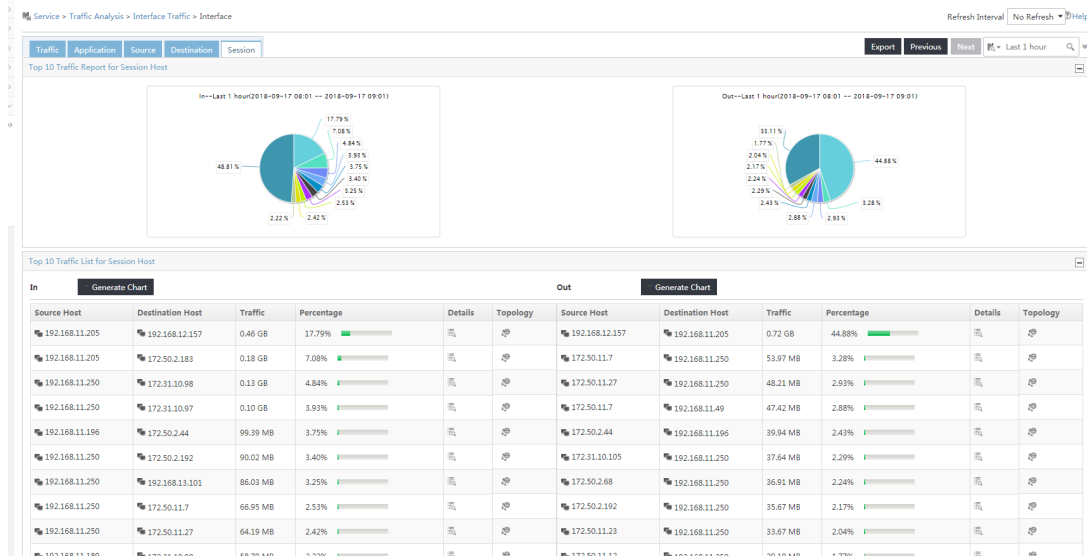 Service > Traffic Analysis > Interface Traffic > Interface
Refresh Interval No Refresh Help
Traffic Application Source Destination Session
Export Previous Next Last 1 hour
Top 10 Traffic Report for Session Host
In--Last 1 hour(2018-09-17 08:01 -- 2018-09-17 09:01)
17.79 %
7.08 %
4.84 %
3.93 %
3.75 %
3.40 %
3.25 %
2.53 %
2.42 %
2.22 %
48.81 %
Out--Last 1 hour(2018-09-17 08:01 -- 2018-09-17 09:01)
33.11 %
1.77 %
2.04 %
2.17 %
2.24 %
2.29 %
2.43 %
2.88 %
2.93 %
3.28 %
44.88 %
Top 10 Traffic List for Session Host
In Generate Chart
Out Generate Chart
Source Host Destination Host Traffic Percentage Details Topology Source Host Destination Host Traffic Percentage Details Topology
192.168.11.205 192.168.12.157 0.46 GB 17.79% 192.168.12.157 192.168.11.205 0.72 GB 44.88%
192.168.11.205 172.50.2.183 0.18 GB 7.08% 172.50.11.7 192.168.11.250 53.97 MB 3.28%
192.168.11.250 172.31.10.98 0.13 GB 4.84% 172.50.11.27 192.168.11.250 48.21 MB 2.93%
192.168.11.250 172.31.10.97 0.10 GB 3.93% 172.50.11.7 192.168.11.49 47.42 MB 2.88%
192.168.11.196 172.50.2.44 99.39 MB 3.75% 172.50.2.44 192.168.11.196 39.94 MB 2.43%
192.168.11.250 172.50.2.192 90.02 MB 3.40% 172.31.10.105 192.168.11.250 37.64 MB 2.29%
192.168.11.250 192.168.13.101 86.03 MB 3.25% 172.50.2.68 192.168.11.250 36.91 MB 2.24%
192.168.11.250 172.50.11.7 66.95 MB 2.53% 172.50.2.192 192.168.11.250 35.67 MB 2.17%
192.168.11.250 172.50.11.27 64.19 MB 2.42% 172.50.11.23 192.168.11.250 33.67 MB 2.04%